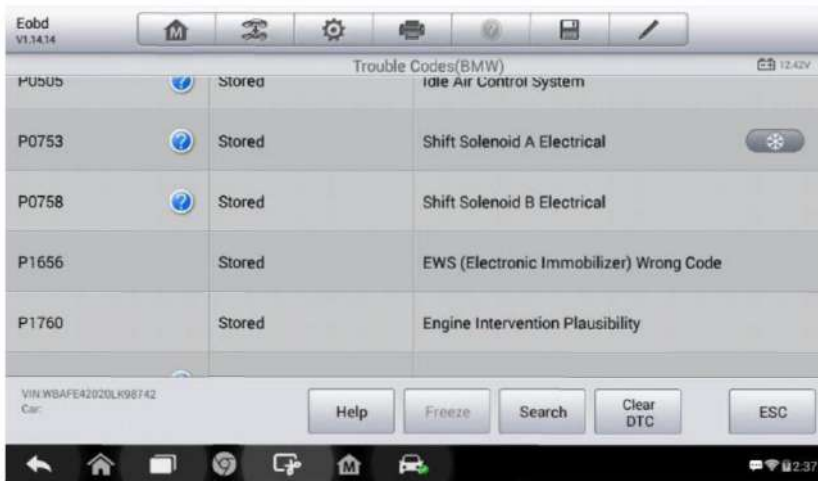 Eobd
V1.14.14
Trouble Codes(BMW)
12.42V
P0505 Stored Idle Air Control System
P0753 Stored Shift Solenoid A Electrical
P0758 Stored Shift Solenoid B Electrical
P1656 Stored EWS (Electronic Immobilizer) Wrong Code
P1760 Stored Engine Intervention Plausibility
VIN:WBAFE42020LK98742
Car:
Help Freeze Search Clear DTC ESC
2:37